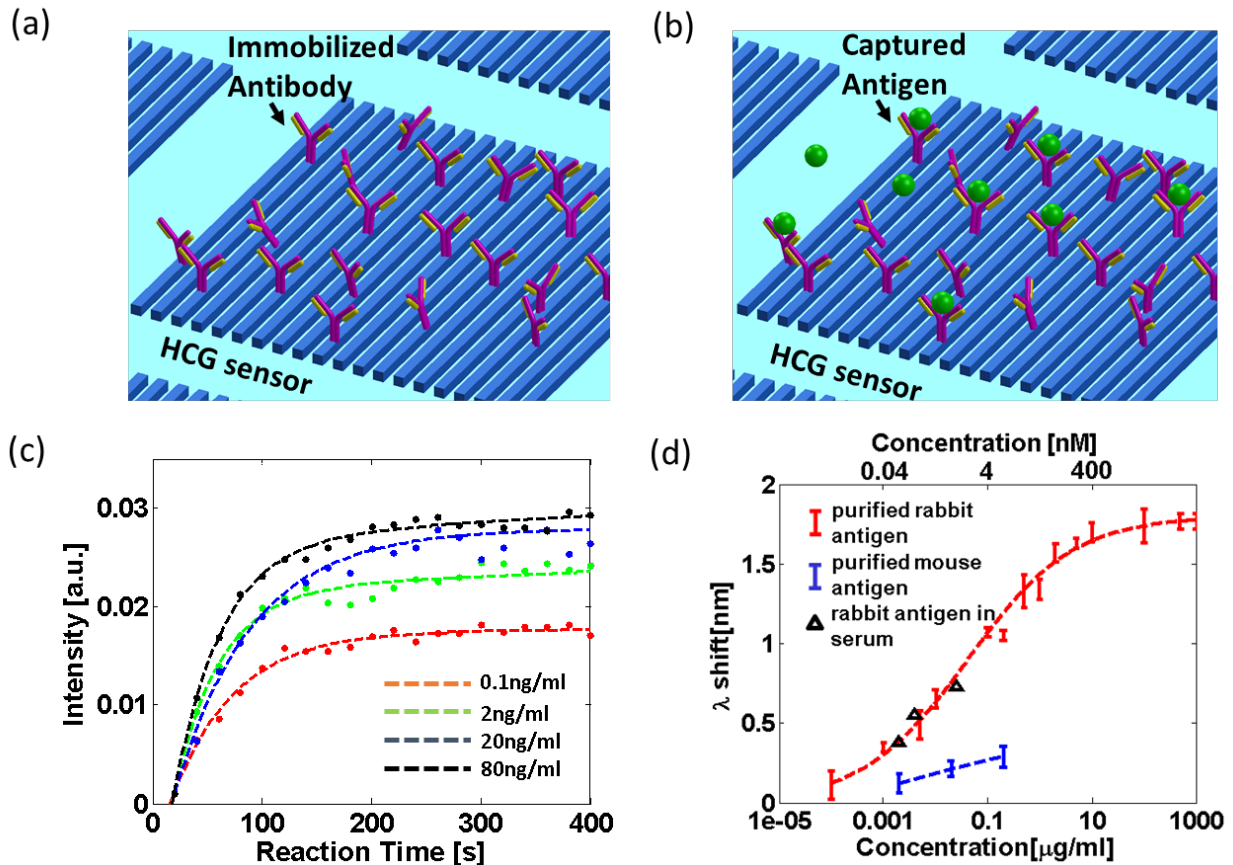 (a)
Immobilized
Antibody
HCG sensor
(b)
Captured
Antigen
HCG sensor
(c)
Intensity [a.u.]
0.03
0.02
0.01
0
0 100 200 300 400
Reaction Time [s]
0.1ng/ml
2ng/ml
20ng/ml
80ng/ml
(d)
Concentration [nM]
0.04 4 400
λ shift[nm]
2
1.5
1
0.5
0
purified rabbit
antigen
purified mouse
antigen
rabbit antigen in
serum
1e-05 0.001 0.1 10 1000
Concentration[μg/ml]